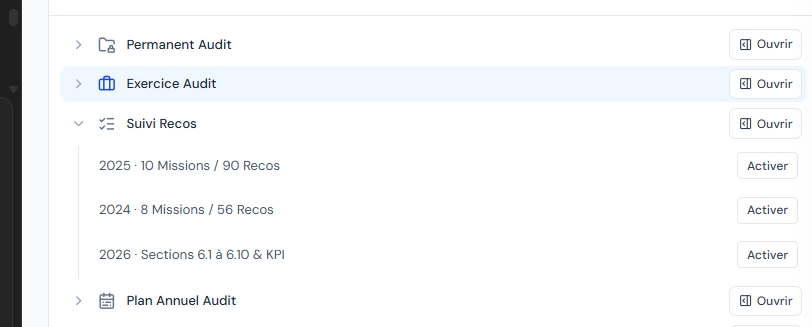 Permanent Audit Ouvrir
Exercice Audit Ouvrir
Suivi Recos Ouvrir
2025 · 10 Missions / 90 Recos Activer
2024 · 8 Missions / 56 Recos Activer
2026 · Sections 6.1 à 6.10 & KPI Activer
Plan Annuel Audit Ouvrir